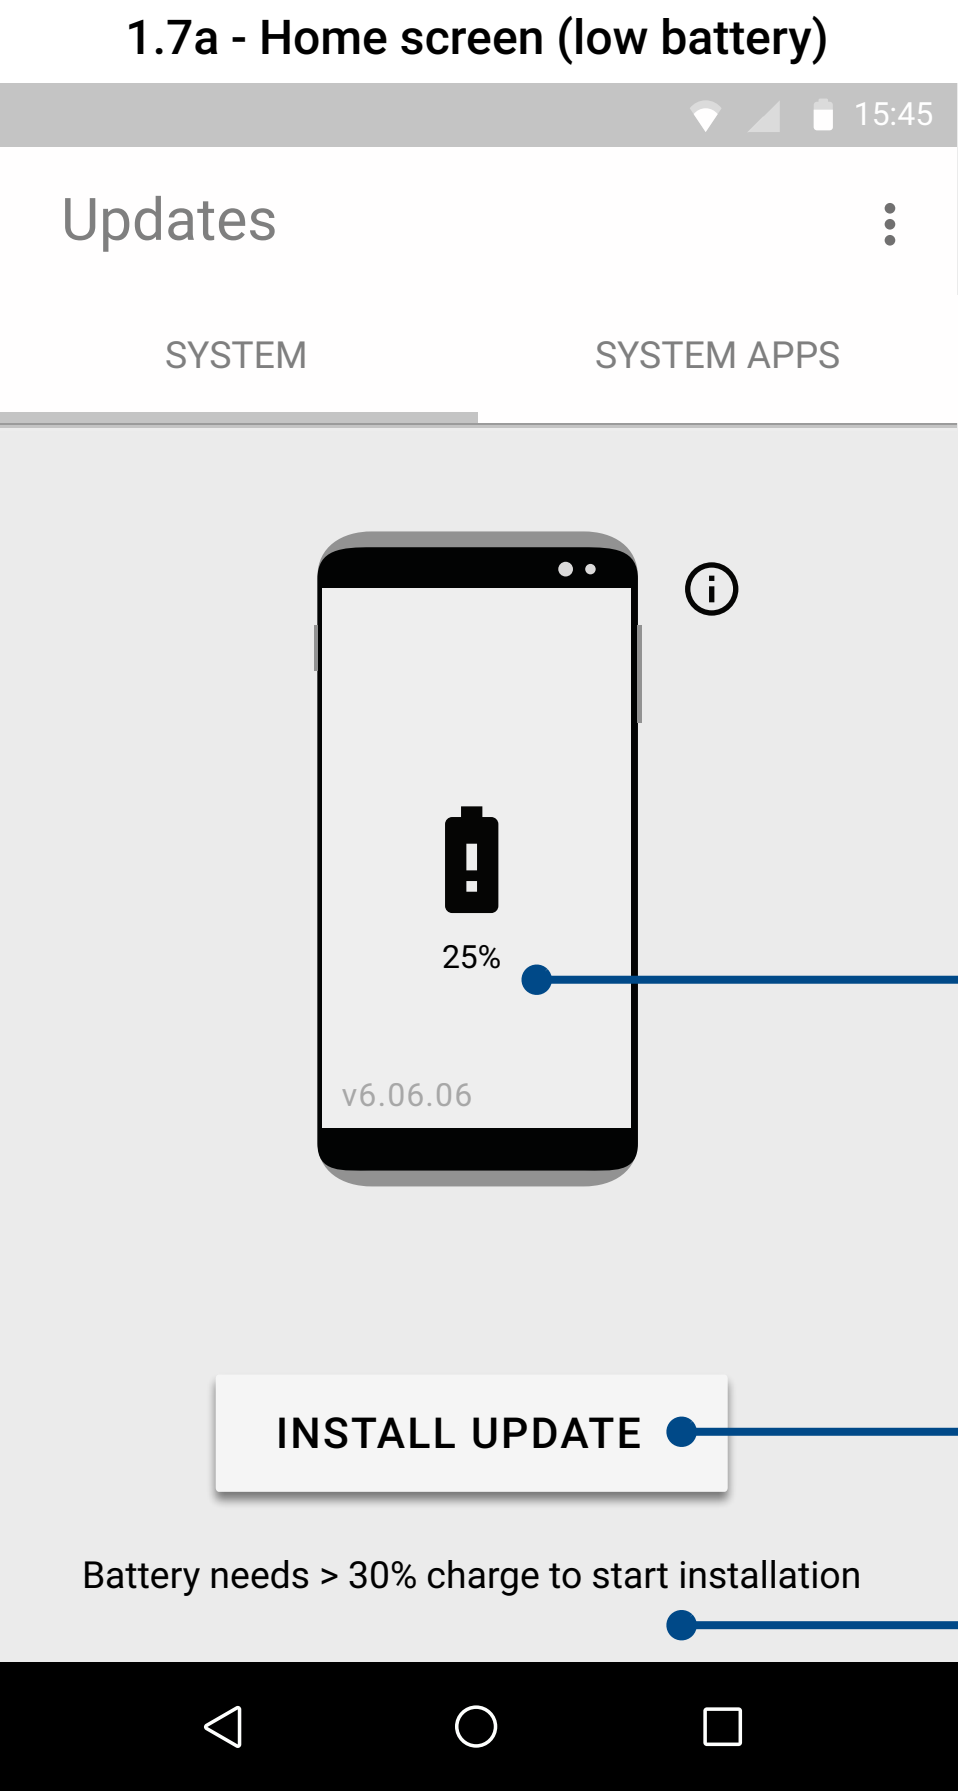 1.7a - Home screen (low battery)
15:45
Updates
SYSTEM
SYSTEM APPS
25%
v6.06.06
INSTALL UPDATE
Battery needs > 30% charge to start installation